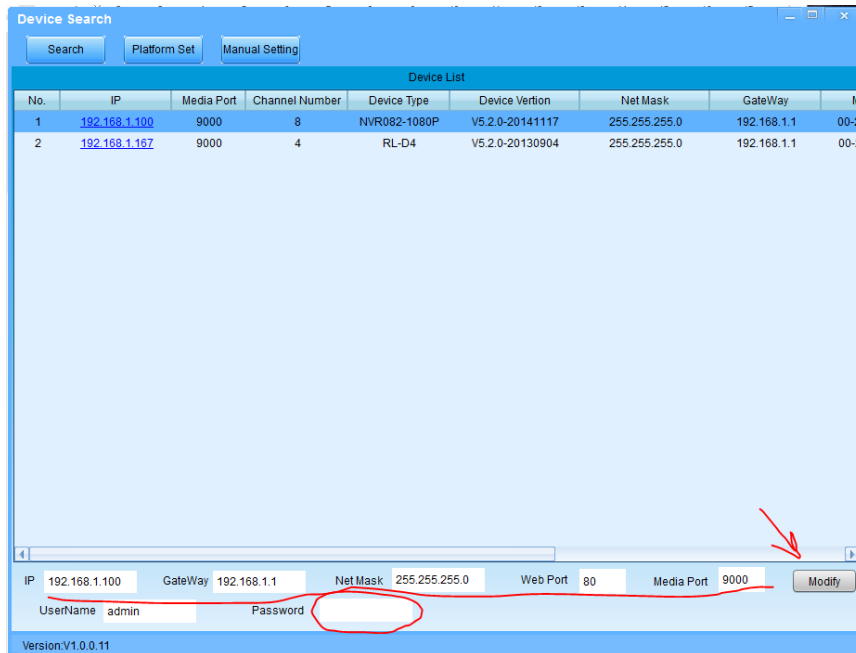 Device Search
Search Platform Set Manual Setting
Device List
No. IP Media Port Channel Number Device Type Device Vertion Net Mask GateWay
1 192.168.1.100 9000 8 NVR082-1080P V5.2.0-20141117 255.255.255.0 192.168.1.1 00-
2 192.168.1.167 9000 4 RL-D4 V5.2.0-20130904 255.255.255.0 192.168.1.1 00-
IP 192.168.1.100 GateWay 192.168.1.1 Net Mask 255.255.255.0 Web Port 80 Media Port 9000 Modify
UserName admin Password
Version:V1.0.0.11